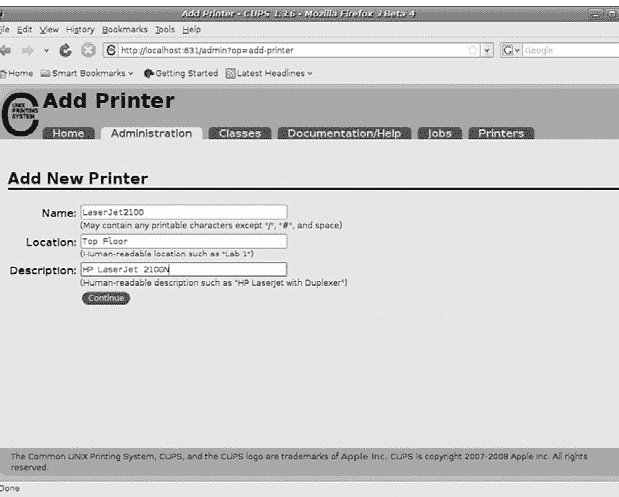 Add Printer - CUPS 1.3.6 - Mozilla Firefox 3 Beta 4
ile Edit View History Bookmarks Tools Help
http://localhost:631/admin?op=add-printer
Google
Home Smart Bookmarks Getting Started Latest Headlines
UNIX PRINTING SYSTEM
Add Printer
Home Administration Classes Documentation/Help Jobs Printers
Add New Printer
Name: LaserJet2100
(May contain any printable characters except "/", "#", and space)
Location: Top Floor
(Human-readable location such as "Lab 1")
Description: HP LaserJet 2100N
(Human-readable description such as "HP LaserJet with Duplexer")
Continue
The Common UNIX Printing System, CUPS, and the CUPS logo are trademarks of Apple Inc. CUPS is copyright 2007-2008 Apple Inc. All rights
reserved.
Done